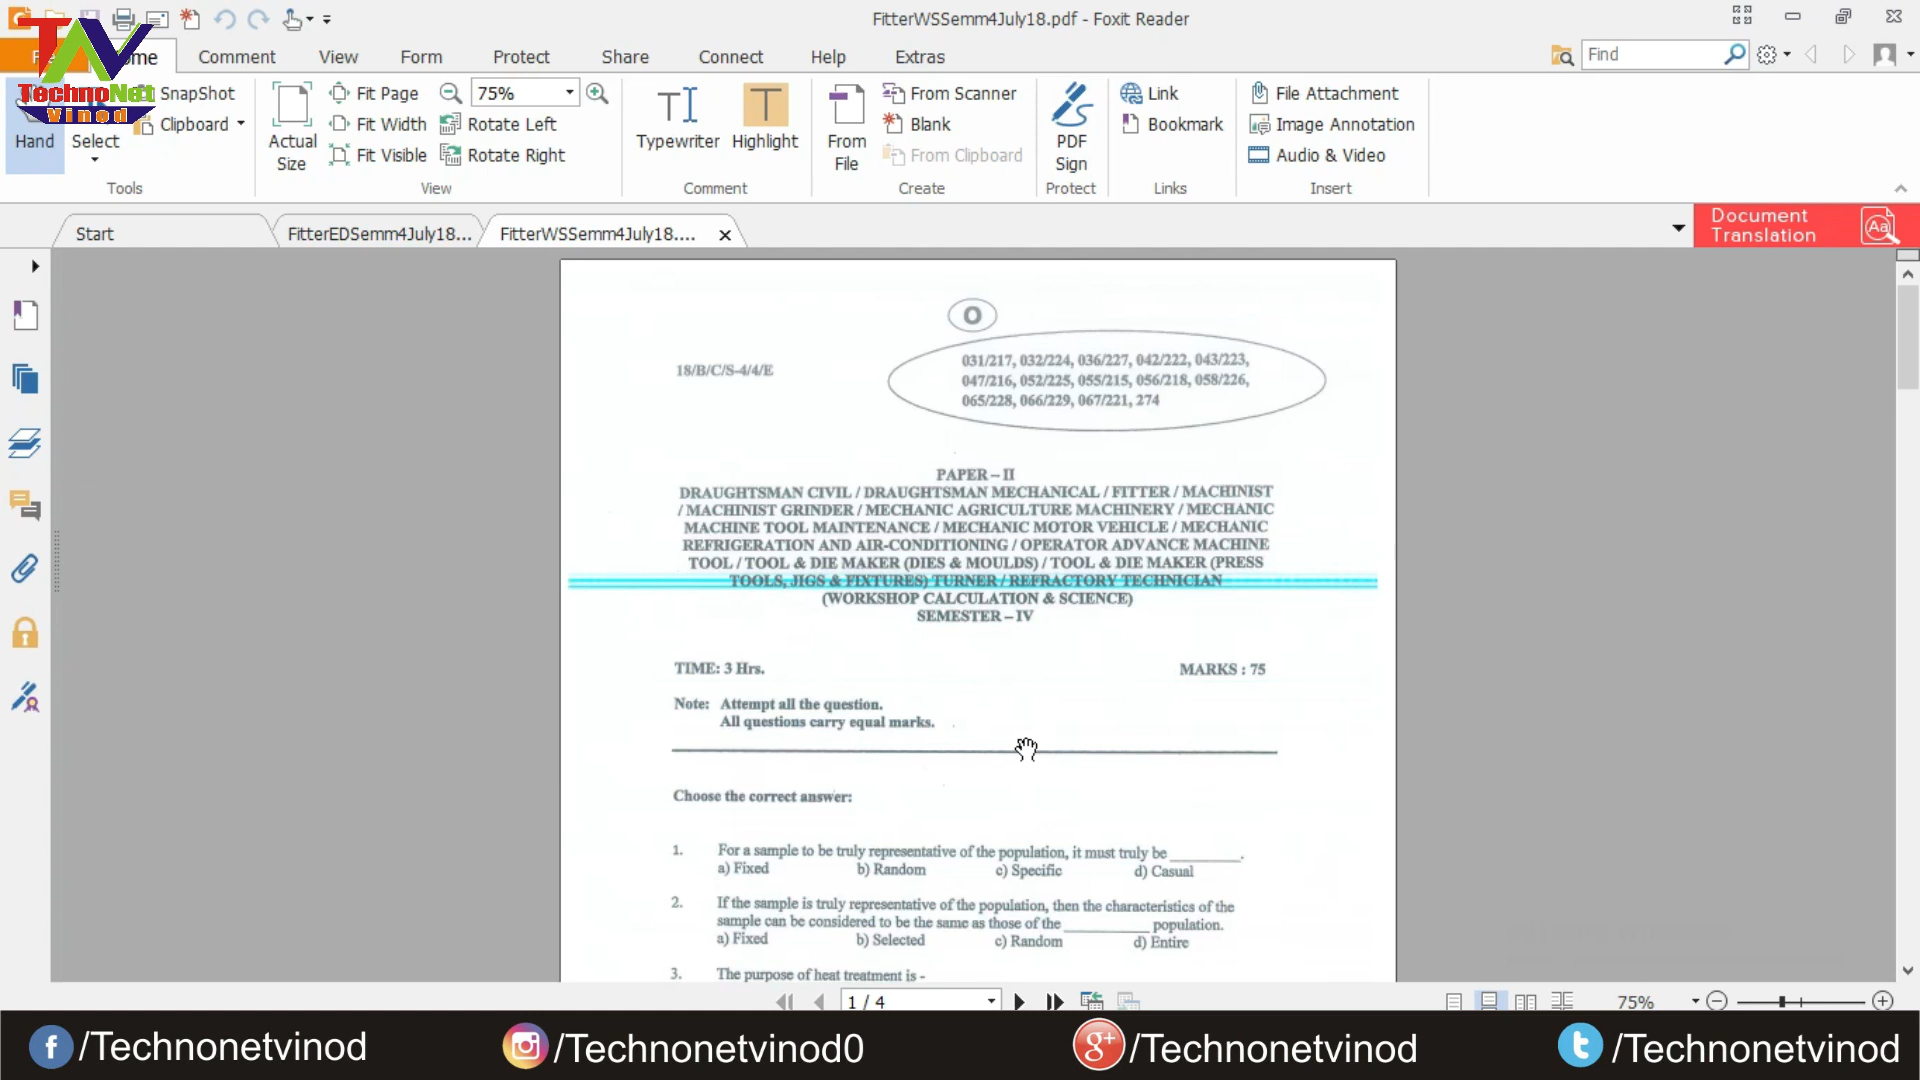 FitterWSSemm4July18.pdf - Foxit Reader
TAV
TechnoNet
Vinod
Comment
View
Form
Protect
Share
Connect
Help
Extras
Find
Hand
Select
SnapShot
Clipboard
Tools
Actual
Size
Fit Page
Fit Width
Fit Visible
75%
Rotate Left
Rotate Right
View
Typewriter
Highlight
Comment
From
File
From Scanner
Blank
From Clipboard
Create
PDF
Sign
Protect
Link
Bookmark
Links
File Attachment
Image Annotation
Audio & Video
Insert
Start
FitterEDSemm4July18...
FitterWSSemm4July18....
Document
Translation
Aa
O
18/B/C/S-4/4/E
031/217, 032/224, 036/227, 042/222, 043/223,
047/216, 052/225, 055/215, 056/218, 058/226,
065/228, 066/229, 067/221, 274
PAPER – II
DRAUGHTSMAN CIVIL / DRAUGHTSMAN MECHANICAL / FITTER / MACHINIST
/ MACHINIST GRINDER / MECHANIC AGRICULTURE MACHINERY / MECHANIC
MACHINE TOOL MAINTENANCE / MECHANIC MOTOR VEHICLE / MECHANIC
REFRIGERATION AND AIR-CONDITIONING / OPERATOR ADVANCE MACHINE
TOOL / TOOL & DIE MAKER (DIES & MOULDS) / TOOL & DIE MAKER (PRESS
TOOLS, JIGS & FIXTURES) TURNER / REFRACTORY TECHNICIAN
(WORKSHOP CALCULATION & SCIENCE)
SEMESTER – IV
TIME: 3 Hrs. MARKS : 75
Note: Attempt all the question.
All questions carry equal marks.
Choose the correct answer:
1. For a sample to be truly representative of the population, it must truly be __________.
a) Fixed b) Random c) Specific d) Casual
2. If the sample is truly representative of the population, then the characteristics of the
sample can be considered to be the same as those of the ____________ population.
a) Fixed b) Selected c) Random d) Entire
3. The purpose of heat treatment is -
1 / 4
75%
f /Technonetvinod
/Technonetvinod0
g+ /Technonetvinod
/Technonetvinod